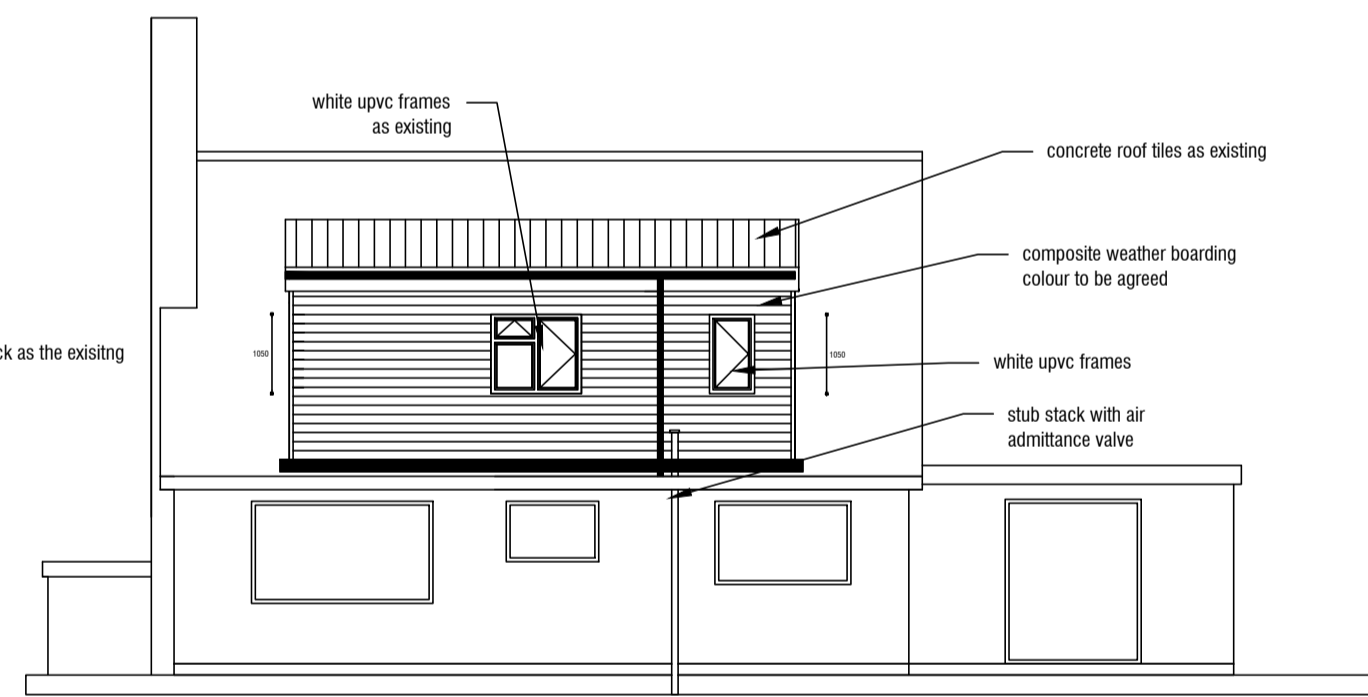 white upvc frames
as existing
concrete roof tiles as existing
composite weather boarding
colour to be agreed
1050
1050
ck as the exisitng
white upvc frames
stub stack with air
admittance valve